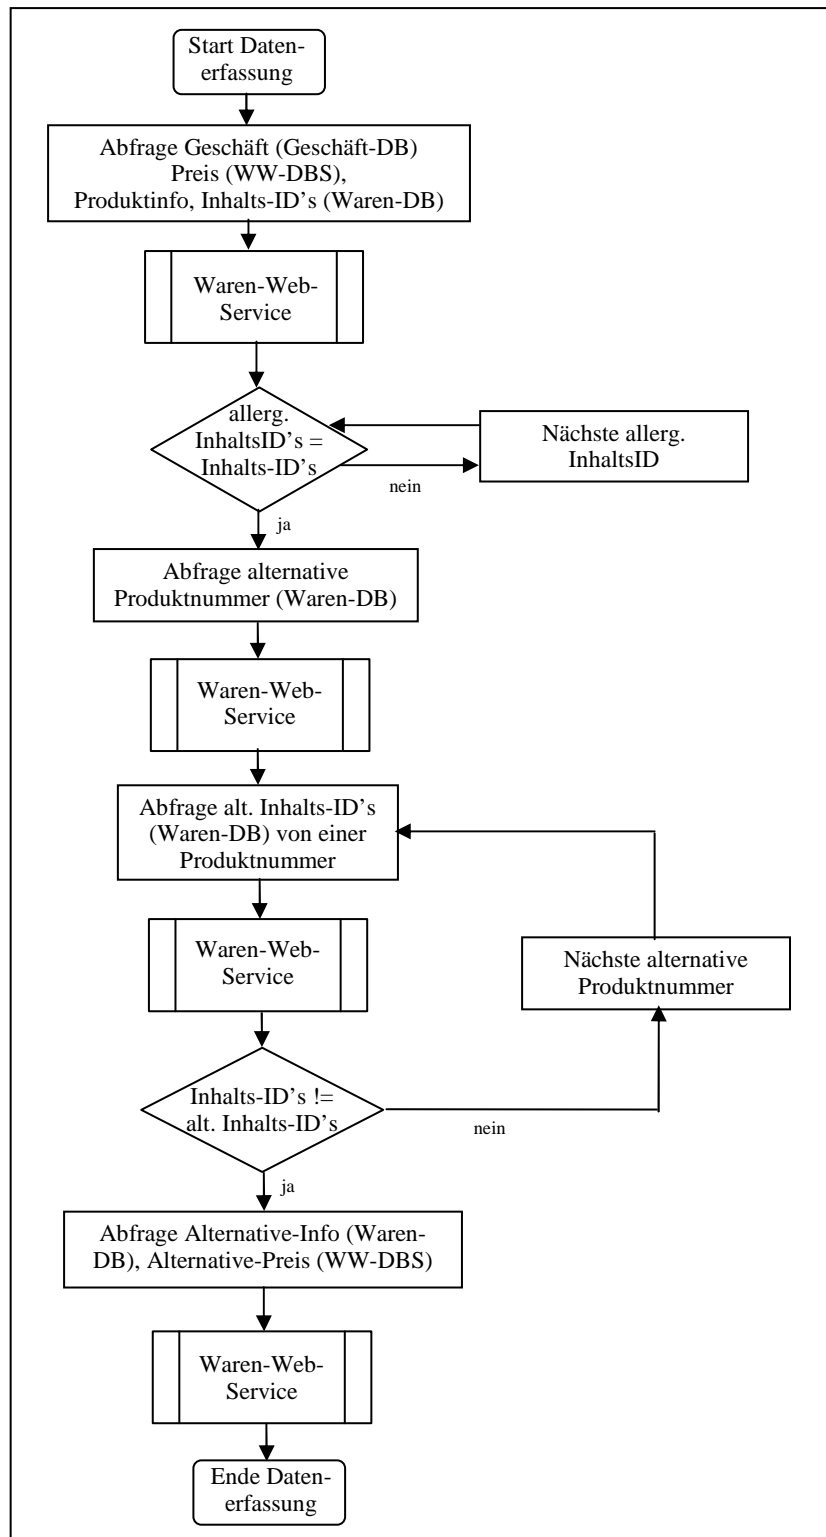 Start Daten-
erfassung
Abfrage Geschäft (Geschäft-DB)
Preis (WW-DBS),
Produktinfo, Inhalts-ID’s (Waren-DB)
Waren-Web-
Service
allerg.
InhaltsID’s =
Inhalts-ID’s
Nächste allerg.
InhaltsID
nein
ja
Abfrage alternative
Produktnummer (Waren-DB)
Waren-Web-
Service
Abfrage alt. Inhalts-ID’s
(Waren-DB) von einer
Produktnummer
Waren-Web-
Service
Nächste alternative
Produktnummer
Inhalts-ID’s !=
alt. Inhalts-ID’s
nein
ja
Abfrage Alternative-Info (Waren-
DB), Alternative-Preis (WW-DBS)
Waren-Web-
Service
Ende Daten-
erfassung